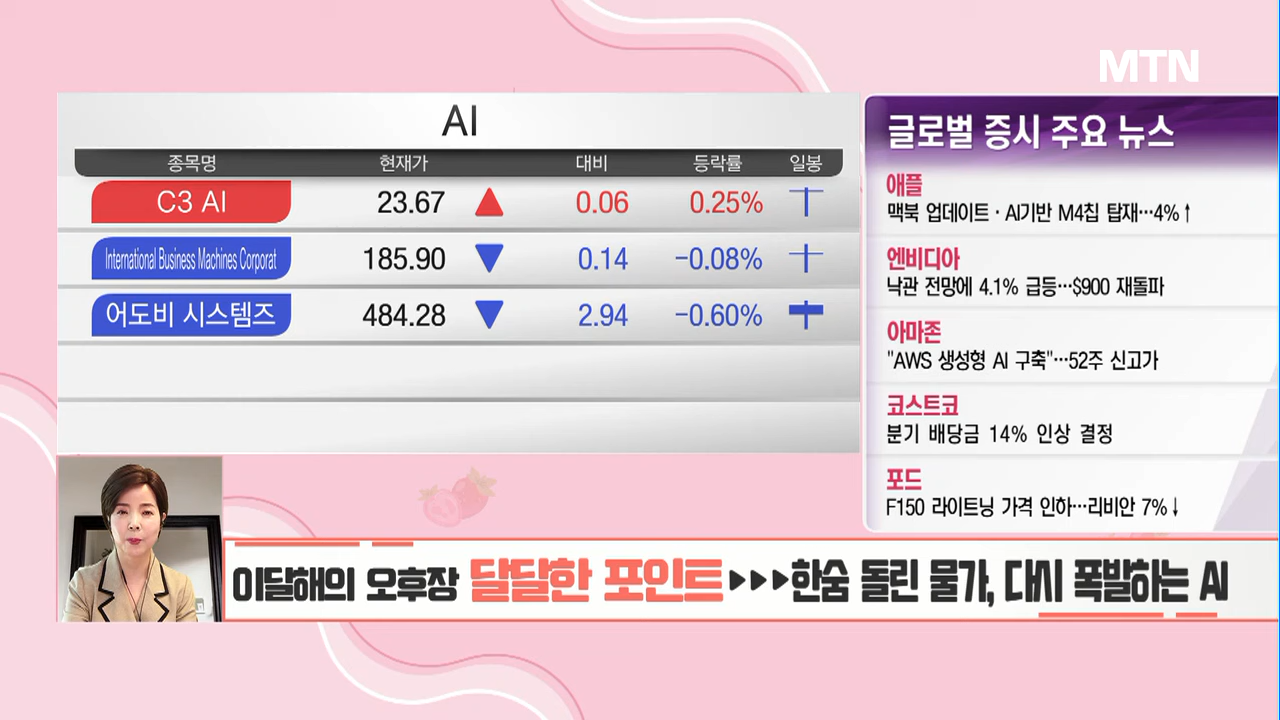 MTN
AI
종목명 현재가 대비 등락률 일봉
C3 AI 23.67 ▲ 0.06 0.25%
International Business Machines Corporat 185.90 ▼ 0.14 -0.08%
어도비 시스템즈 484.28 ▼ 2.94 -0.60%
글로벌 증시 주요 뉴스
애플
맥북 업데이트·AI기반 M4칩 탑재…4%↑
엔비디아
낙관 전망에 4.1% 급등…$900 재돌파
아마존
"AWS 생성형 AI 구축"…52주 신고가
코스트코
분기 배당금 14% 인상 결정
포드
F150 라이트닝 가격 인하…리비안 7%↓
이달해의 오후장 달달한 포인트▶▶▶한숨 돌린 물가, 다시 폭발하는 AI